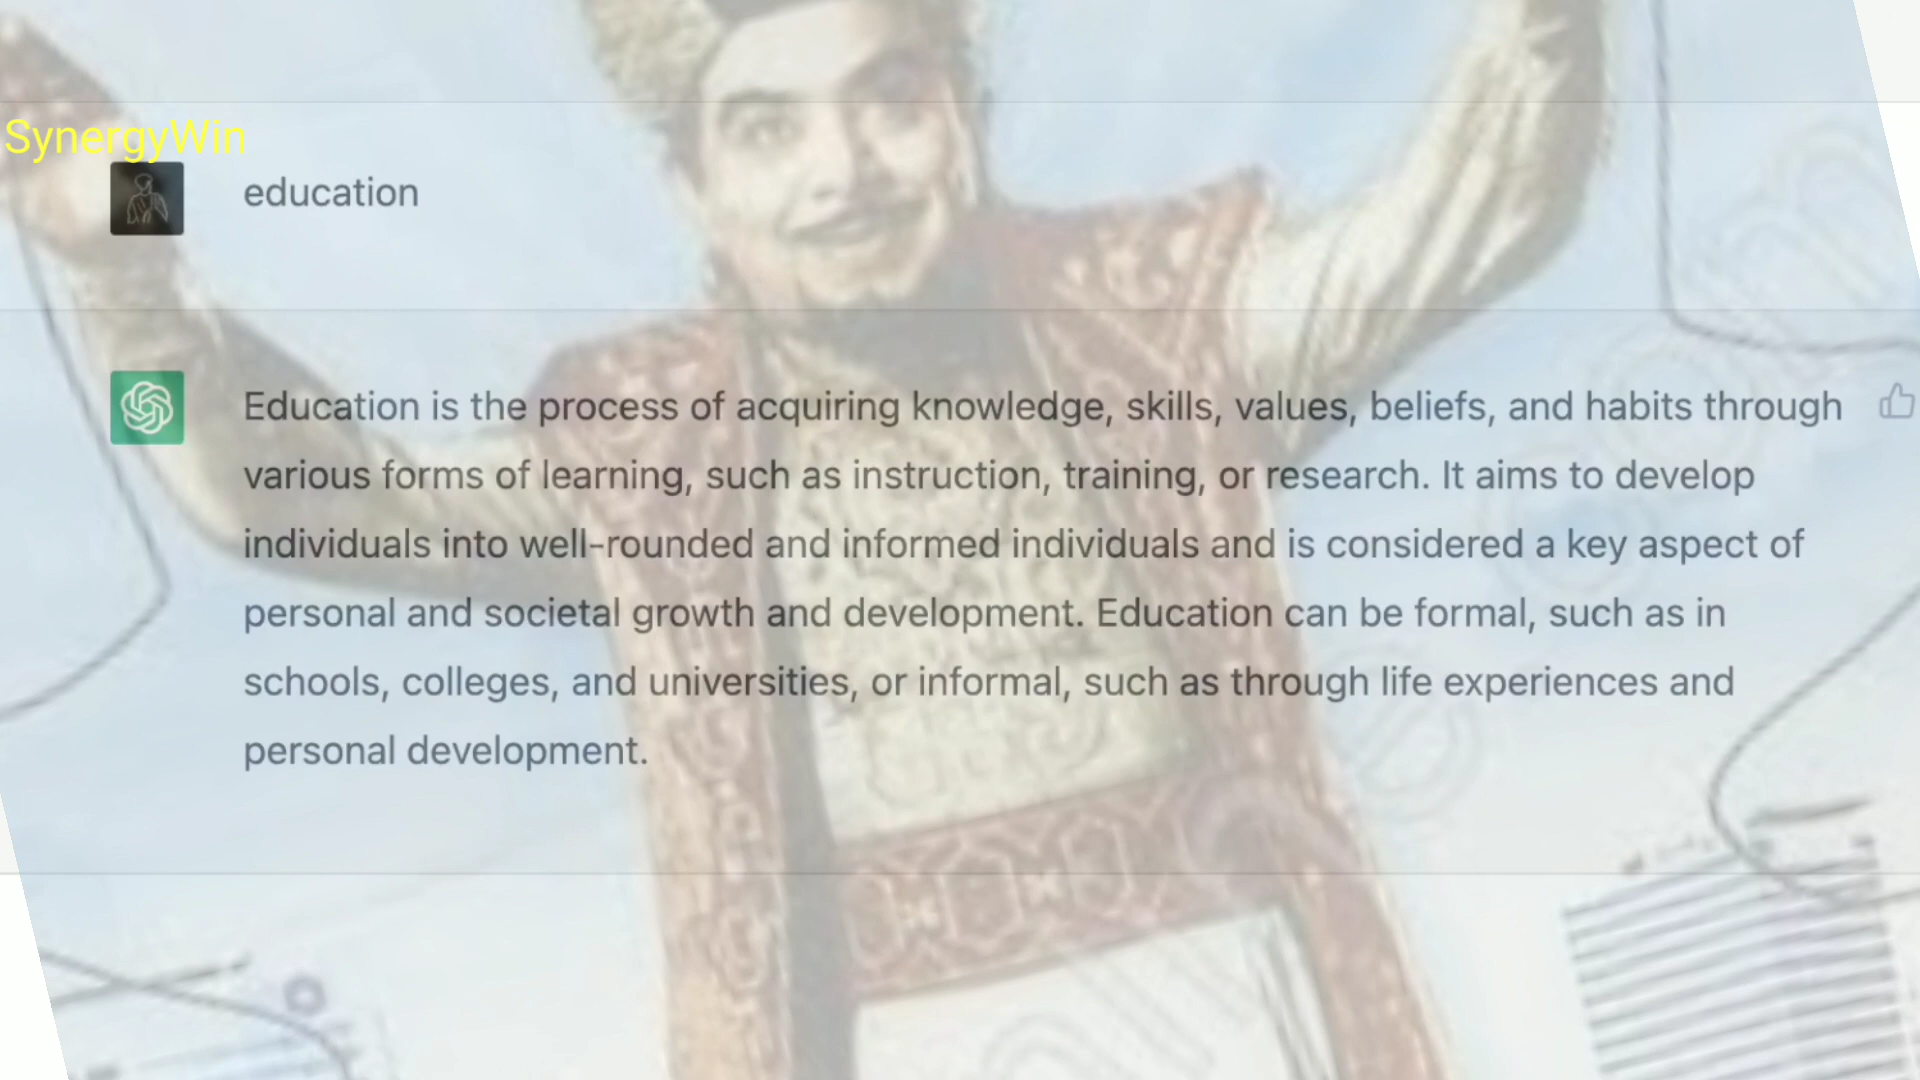 SynergyWin
education
Education is the process of acquiring knowledge, skills, values, beliefs, and habits through
various forms of learning, such as instruction, training, or research. It aims to develop
individuals into well-rounded and informed individuals and is considered a key aspect of
personal and societal growth and development. Education can be formal, such as in
schools, colleges, and universities, or informal, such as through life experiences and
personal development.